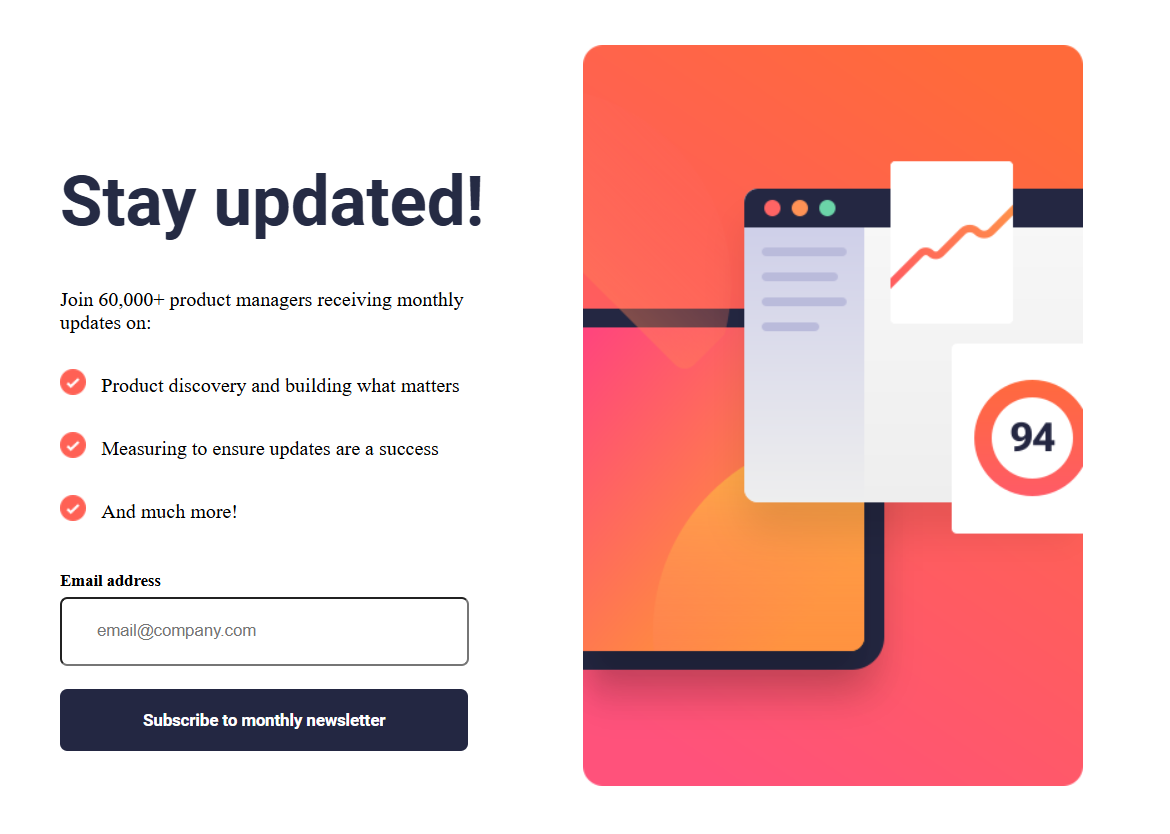 Stay updated!
Join 60,000+ product managers receiving monthly
updates on:
Product discovery and building what matters
Measuring to ensure updates are a success
And much more!
Email address
email@company.com
Subscribe to monthly newsletter
94